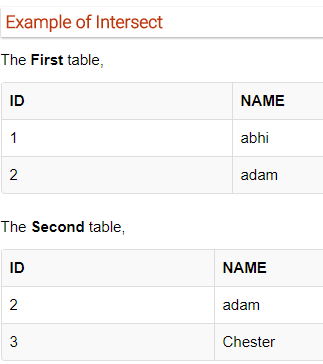 Example of Intersect
The First table,
ID NAME
1 abhi
2 adam
The Second table,
ID NAME
2 adam
3 Chester